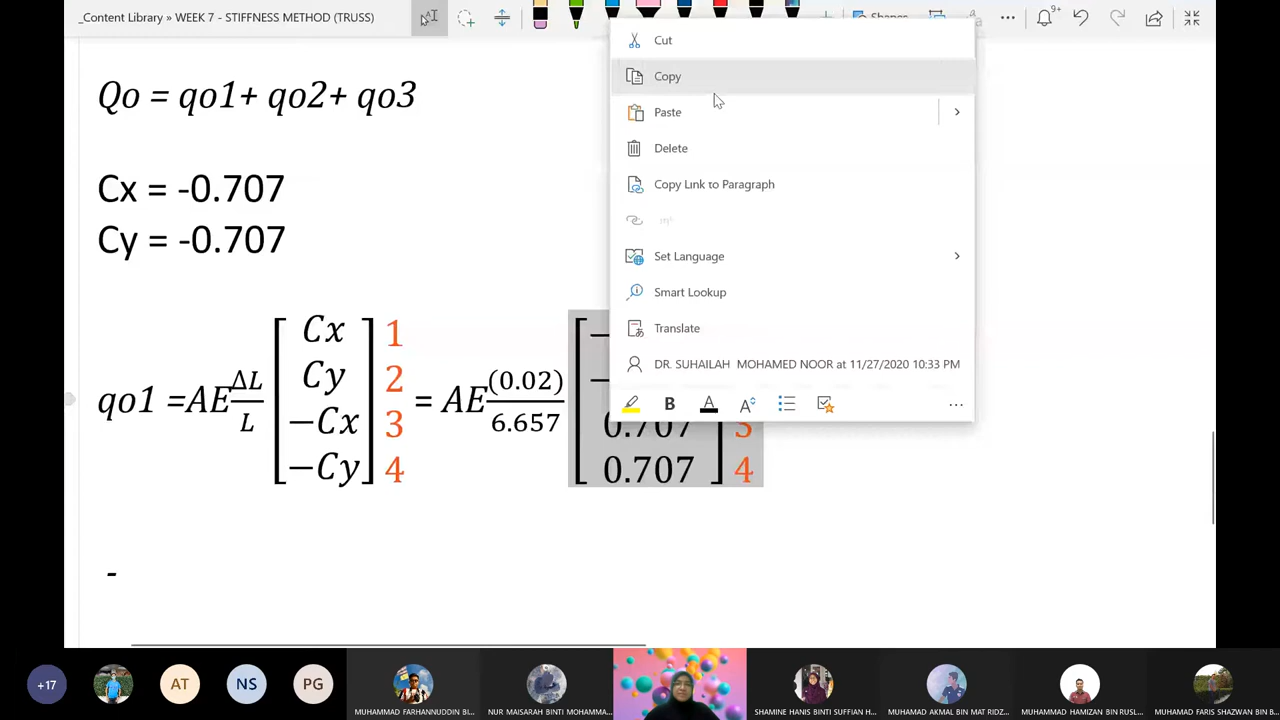 _Content Library » WEEK 7 - STIFFNESS METHOD (TRUSS)
Shapes
9+
Cut
Copy
Paste
Delete
Copy Link to Paragraph
Set Language
Smart Lookup
Translate
DR. SUHAILAH MOHAMED NOOR at 11/27/2020 10:33 PM
B A A
Qo = qo1+ qo2+ qo3
Cx = -0.707
Cy = -0.707
qo1 =AE ΔL/L [Cx Cy −Cx −Cy] 1 2 3 4 = AE (0.02)/6.657 [− − 0.707 0.707] 3 4
-
+17
AT
NS
PG
MUHAMMAD FARHANNUDDIN BI...
NUR MAISARAH BINTI MOHAMMA...
SHAMINE HANIS BINTI SUFFIAN H...
MUHAMAD AKMAL BIN MAT RIDZ...
MUHAMMAD HAMIZAN BIN RUSL...
MUHAMAD FARIS SHAZWAN BIN B...